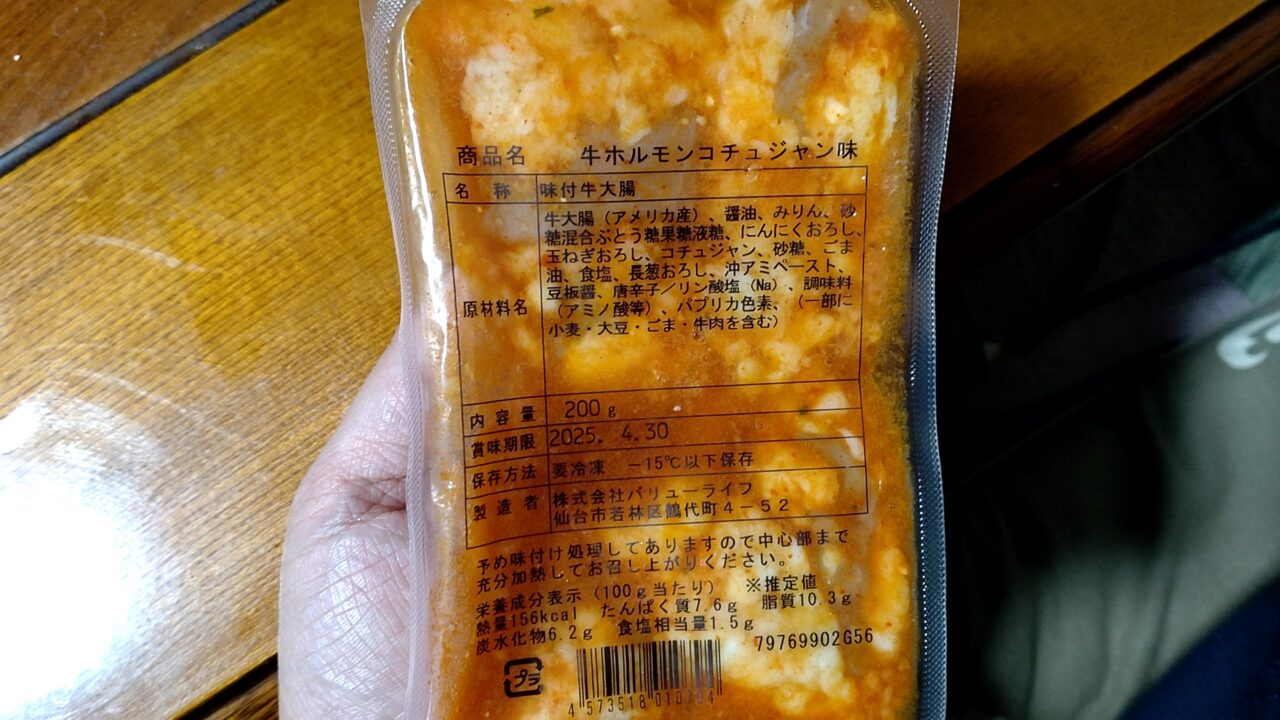 商品名 牛ホルモンコチュジャン味
名称 味付牛大腸
原材料名 牛大腸（アメリカ産）、醤油、みりん、砂
糖混合ぶとう糖果糖液糖、にんにくおろし、
玉ねぎおろし、コチュジャン、砂糖、ごま
油、食塩、長葱おろし、沖アミペースト、
豆板醤、唐辛子／リン酸塩（Na）、調味料
（アミノ酸等）、パプリカ色素、（一部に
小麦・大豆・ごま・牛肉を含む）
内容量 200g
賞味期限 2025. 4.30
保存方法 要冷凍 －15℃以下保存
製造者 株式会社バリューライフ
仙台市若林区鶴代町４－５２
予め味付け処理してありますので中心部まで
充分加熱してお召し上がりください。
栄養成分表示（100g当たり） ※推定値
熱量156kcal たんぱく質7.6g 脂質10.3g
炭水化物6.2g 食塩相当量1.5g
79769902G56
プラ
4 573518 010794